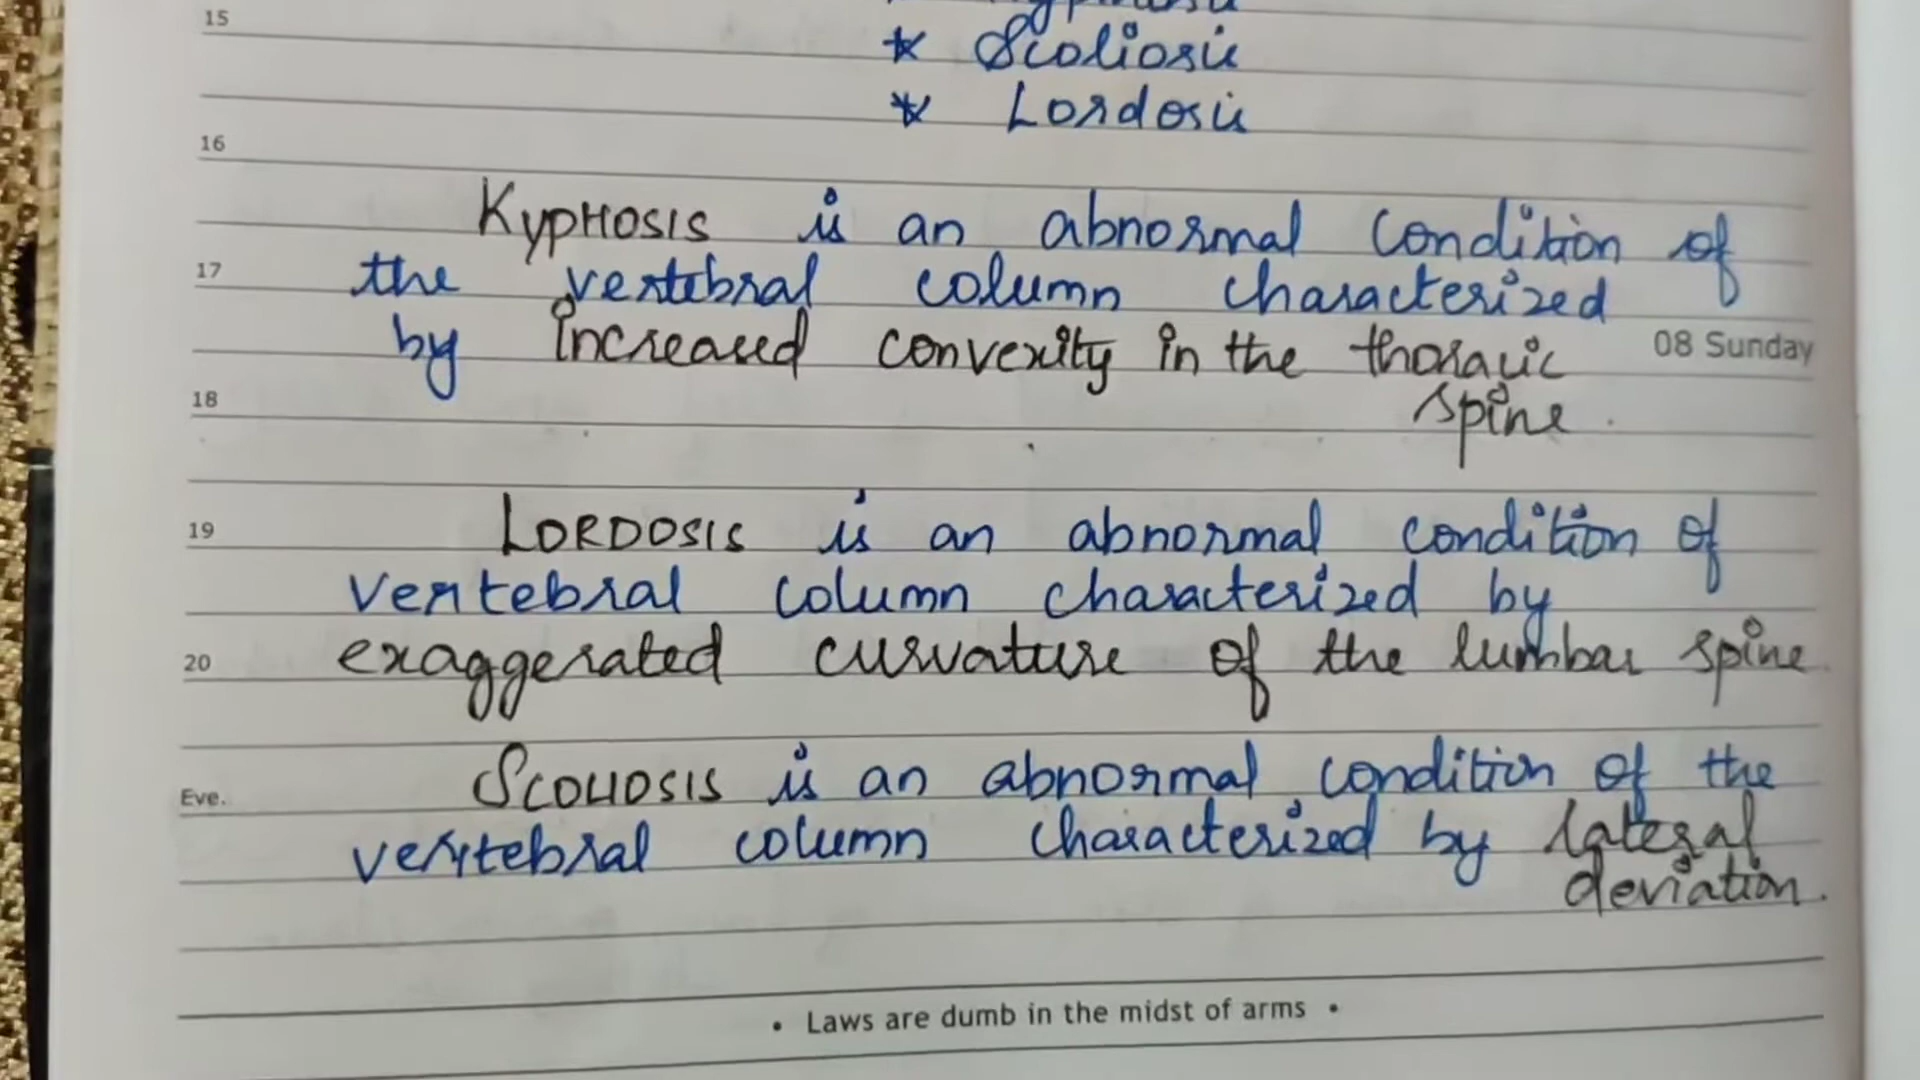 15
* Scoliosis
* Lordosis
16
KypHOSIS is an abnormal condition of
17 the vertebral column characterized
by increased convexity in the thoracic
08 Sunday
18 spine.
19 LORDOSIS is an abnormal condition of
vertebral column characterized by
20 exaggerated curvature of the lumbar spine
Eve. SCOLIOSIS is an abnormal condition of the
vertebral column characterized by lateral
deviation.
• Laws are dumb in the midst of arms •